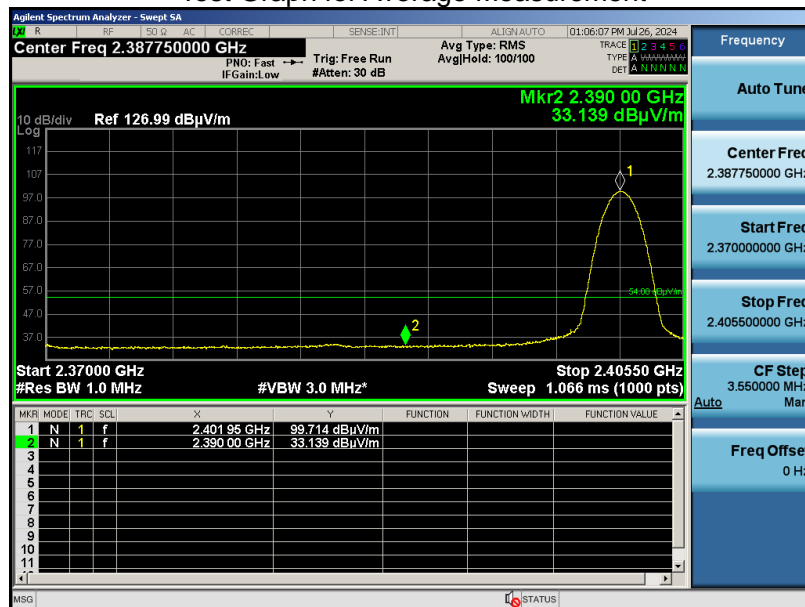 Test Graph for Average Measurement
Agilent Spectrum Analyzer - Swept SA
LXI R RF 50 Ω AC CORREC SENSE:INT ALIGN AUTO 01:06:07 PM Jul 26, 2024
Center Freq 2.387750000 GHz
PNO: Fast
IFGain:Low
Trig: Free Run
#Atten: 30 dB
Avg Type: RMS
Avg|Hold: 100/100
TRACE 1 2 3 4 5 6
TYPE A WWWWW
DET A N N N N N
Mkr2 2.390 00 GHz
33.139 dBµV/m
10 dB/div Ref 126.99 dBµV/m
Log
117
107
97.0
87.0
77.0
67.0
57.0
47.0
37.0
1
54.00 dBµV/m
2
Start 2.37000 GHz Stop 2.40550 GHz
#Res BW 1.0 MHz #VBW 3.0 MHz* Sweep 1.066 ms (1000 pts)
MKR MODE TRC SCL X Y FUNCTION FUNCTION WIDTH FUNCTION VALUE
1 N 1 f 2.401 95 GHz 99.714 dBµV/m
2 N 1 f 2.390 00 GHz 33.139 dBµV/m
3
4
5
6
7
8
9
10
11
MSG STATUS
Frequency
Auto Tune
Center Freq
2.387750000 GHz
Start Freq
2.370000000 GHz
Stop Freq
2.405500000 GHz
CF Step
3.550000 MHz
Auto Man
Freq Offset
0 Hz